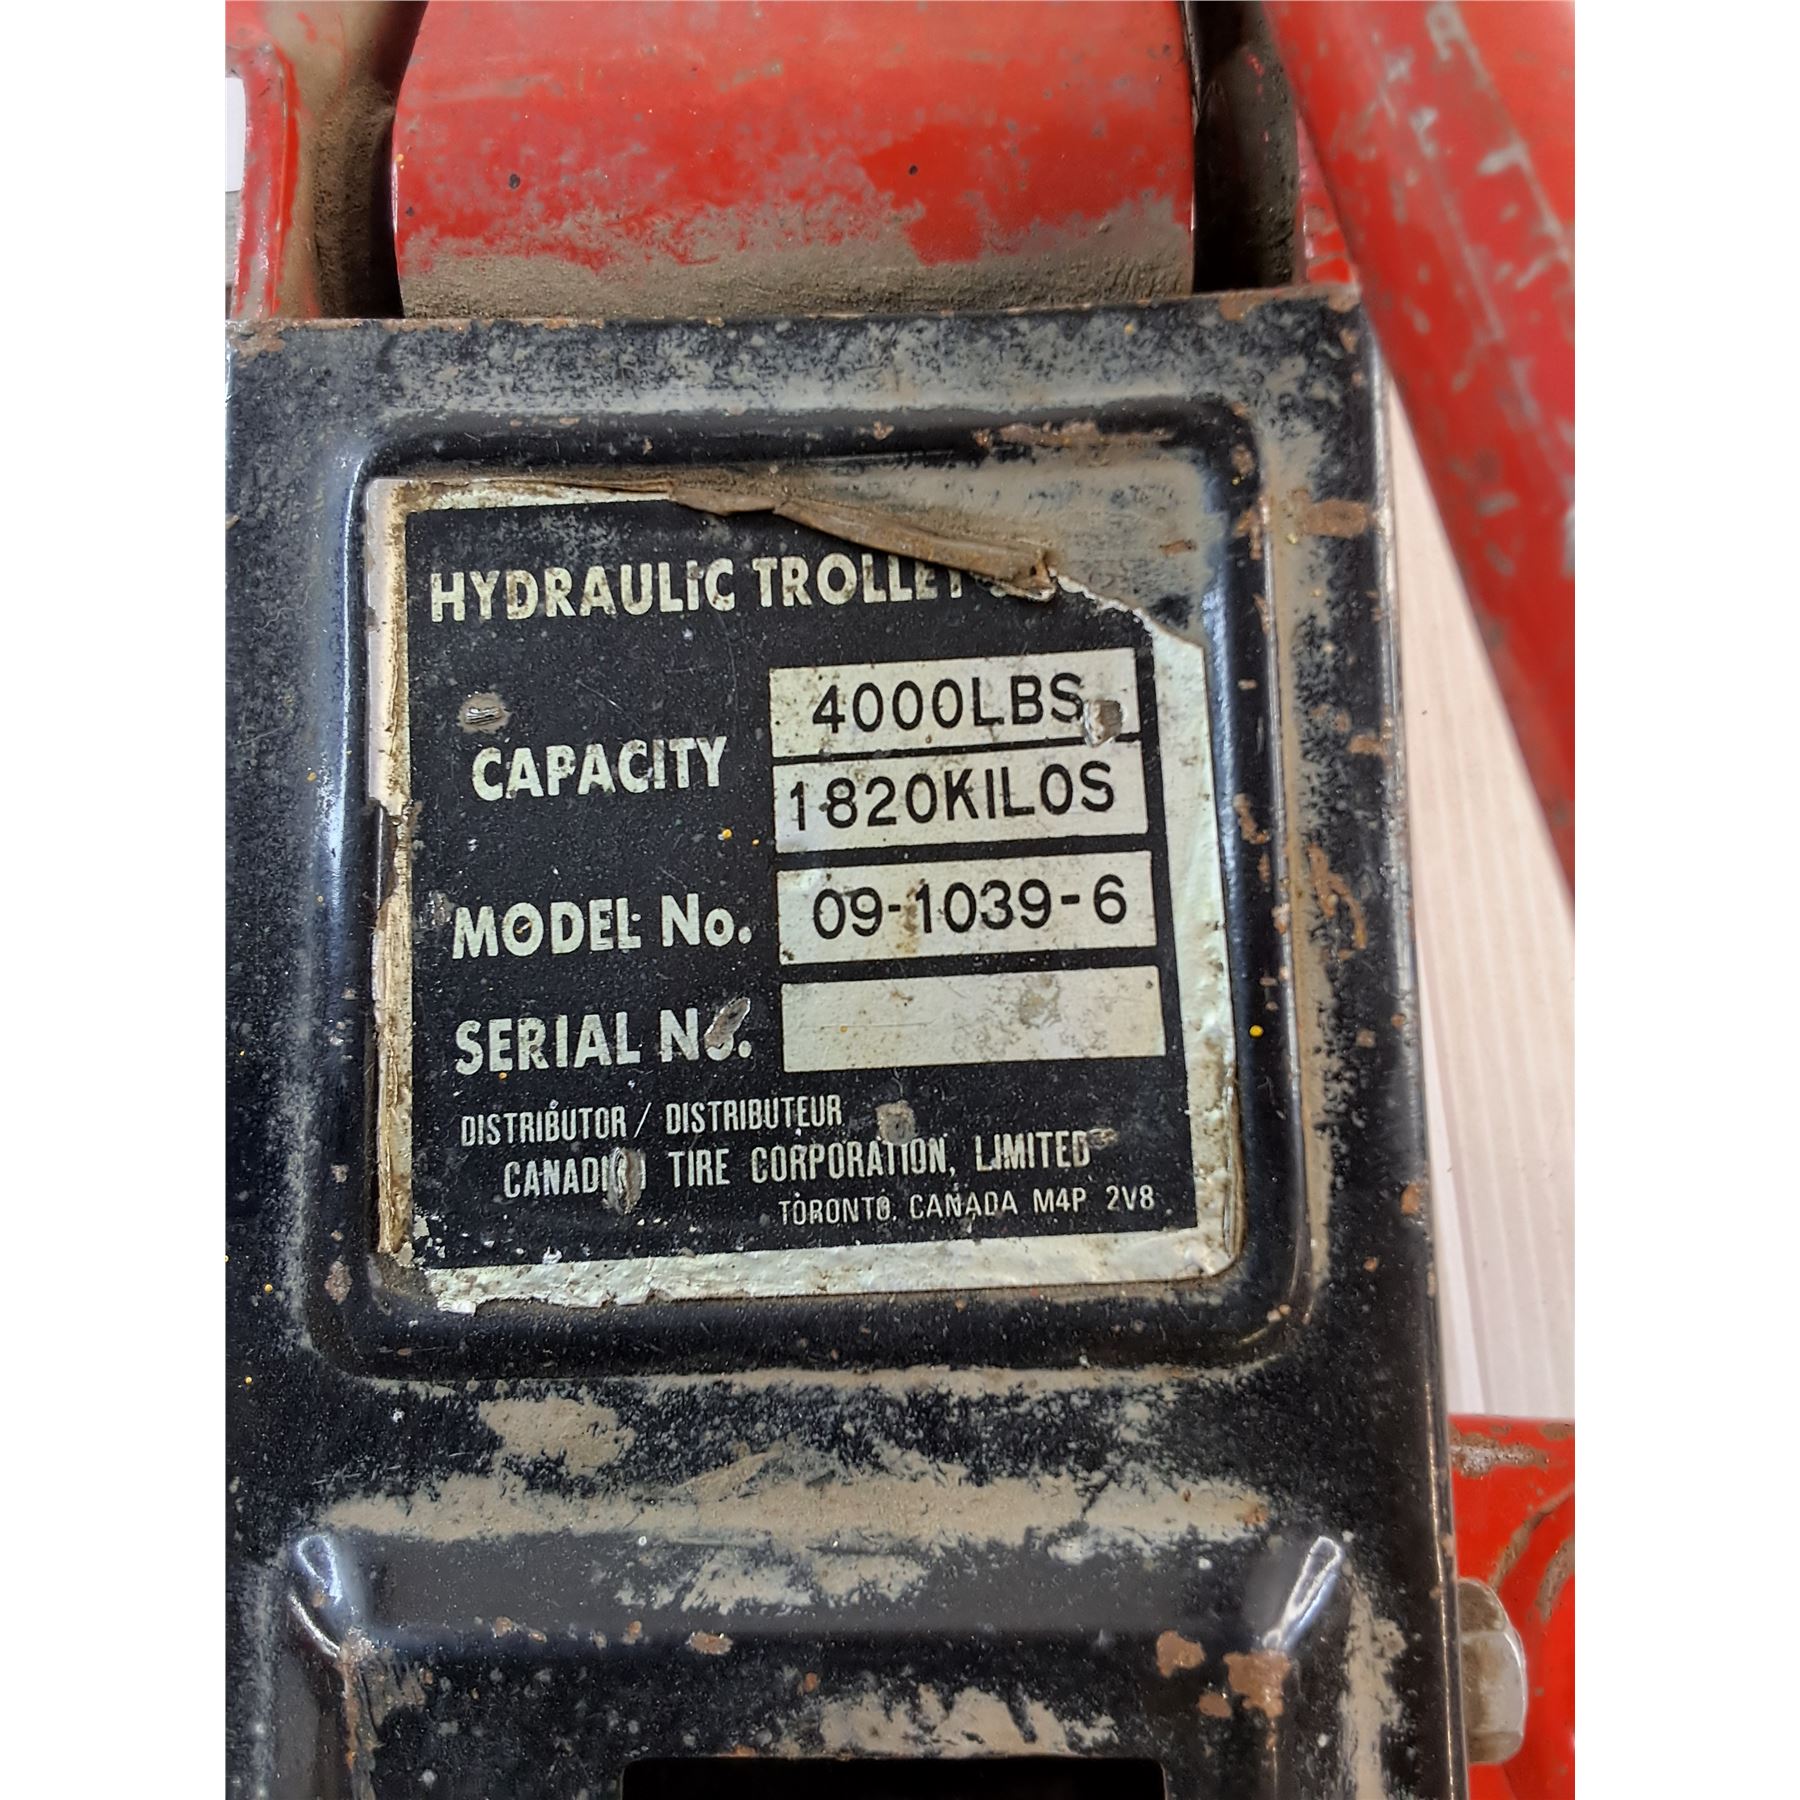 HYDRAULIC TROLLEY
4000LBS
CAPACITY
1820KILOS
MODEL No. 09-1039-6
SERIAL No.
DISTRIBUTOR / DISTRIBUTEUR
CANADIAN TIRE CORPORATION, LIMITED
TORONTO, CANADA M4P 2V8